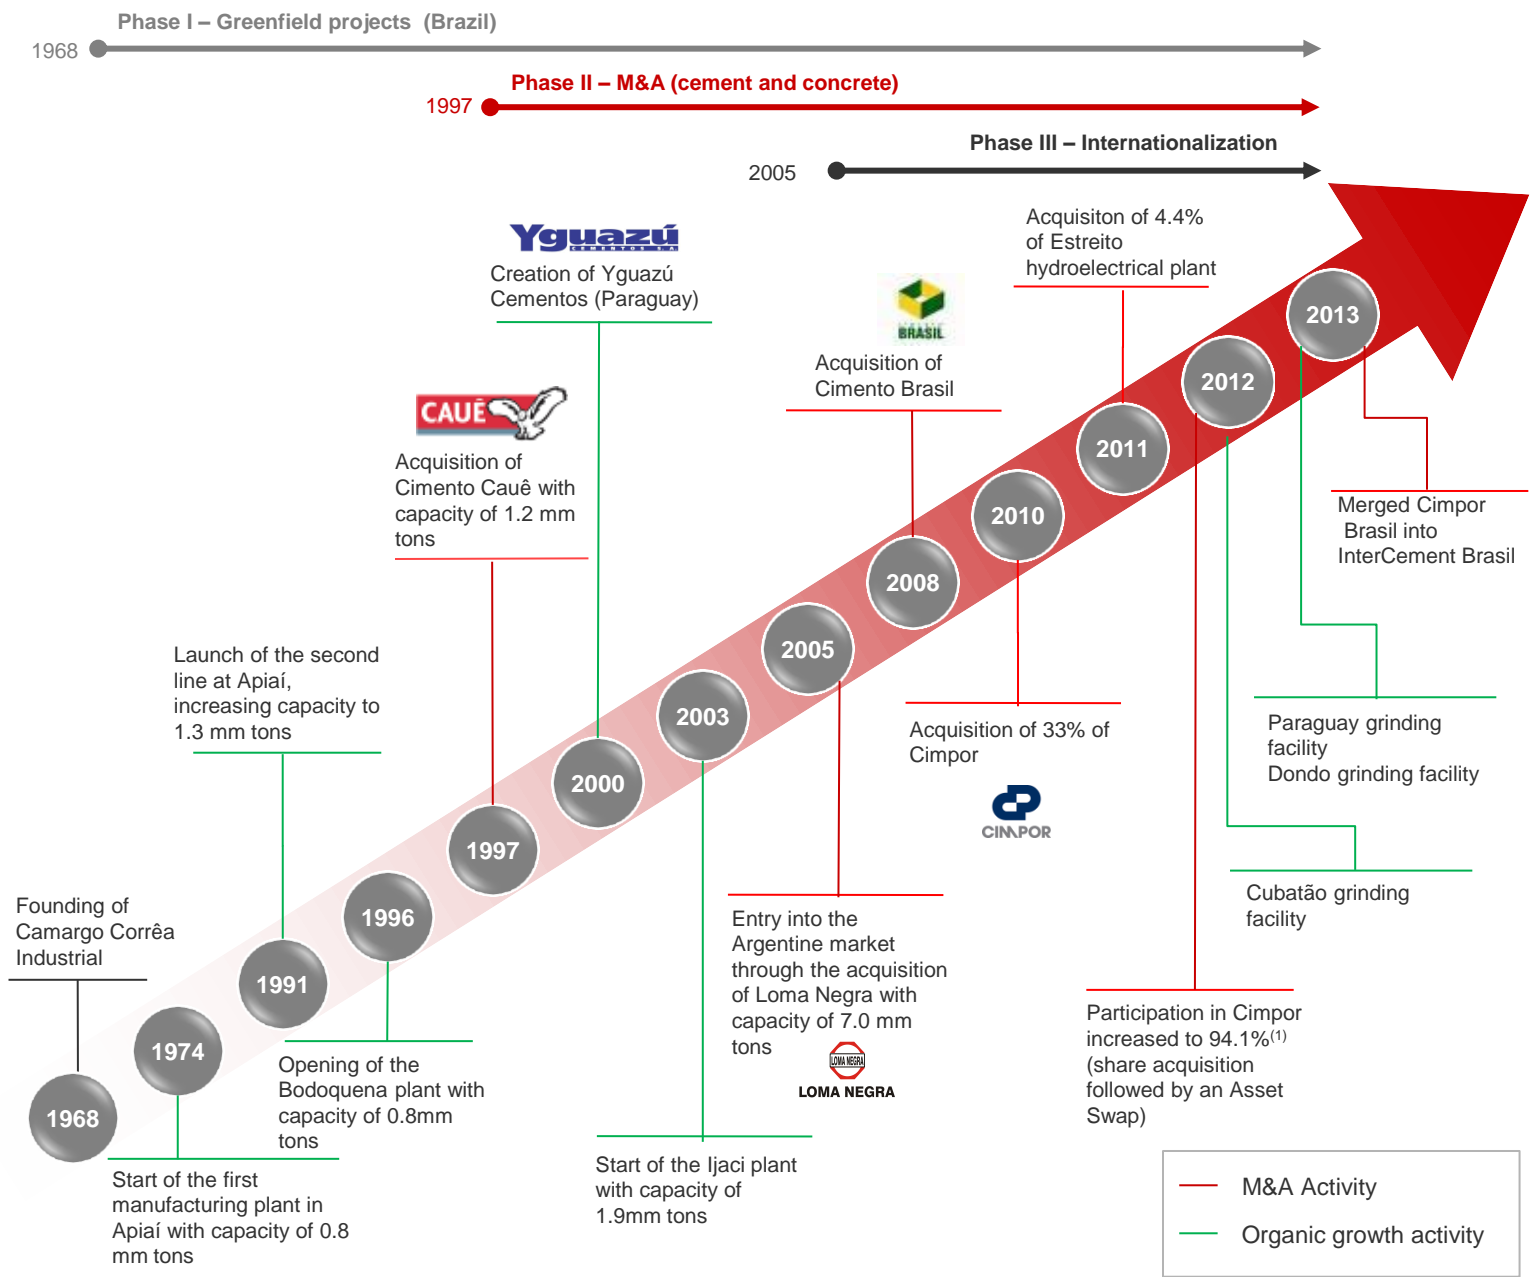 Phase I – Greenfield projects  (Brazil)
1968
Phase II – M&A (cement and concrete)
1997
Phase III – Internationalization
2005
Yguazú
CEMENTOS S.A.
Creation of Yguazú
Cementos (Paraguay)
Acquisiton of 4.4%
of Estreito
hydroelectrical plant
BRASIL
Acquisition of
Cimento Brasil
CAUÊ
Acquisition of
Cimento Cauê with
capacity of 1.2 mm
tons
Launch of the second
line at Apiaí,
increasing capacity to
1.3 mm tons
Founding of
Camargo Corrêa
Industrial
1968
1974
1991
1996
1997
2000
2003
2005
2008
2010
2011
2012
2013
Merged Cimpor
Brasil into
InterCement Brasil
Paraguay grinding
facility
Dondo grinding facility
Cubatão grinding
facility
Acquisition of 33% of
Cimpor
CIMPOR
Participation in Cimpor
increased to 94.1%(1)
(share acquisition
followed by an Asset
Swap)
Entry into the
Argentine market
through the acquisition
of Loma Negra with
capacity of 7.0 mm
tons
LOMA NEGRA
LOMA NEGRA
Start of the Ijaci plant
with capacity of
1.9mm tons
Opening of the
Bodoquena plant with
capacity of 0.8mm
tons
Start of the first
manufacturing plant in
Apiaí with capacity of 0.8
mm tons
M&A Activity
Organic growth activity